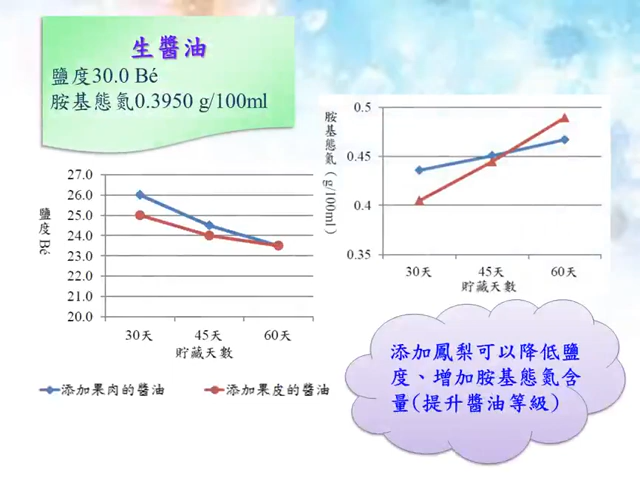 生醬油
鹽度30.0 Bé
胺基態氮0.3950 g/100ml
胺基態氮（g/100ml）
0.5
0.45
0.4
0.35
30天 45天 60天
貯藏天數
鹽度 Bé
27.0
26.0
25.0
24.0
23.0
22.0
21.0
20.0
30天 45天 60天
貯藏天數
添加果肉的醬油 添加果皮的醬油
添加鳳梨可以降低鹽
度、增加胺基態氮含
量(提升醬油等級)